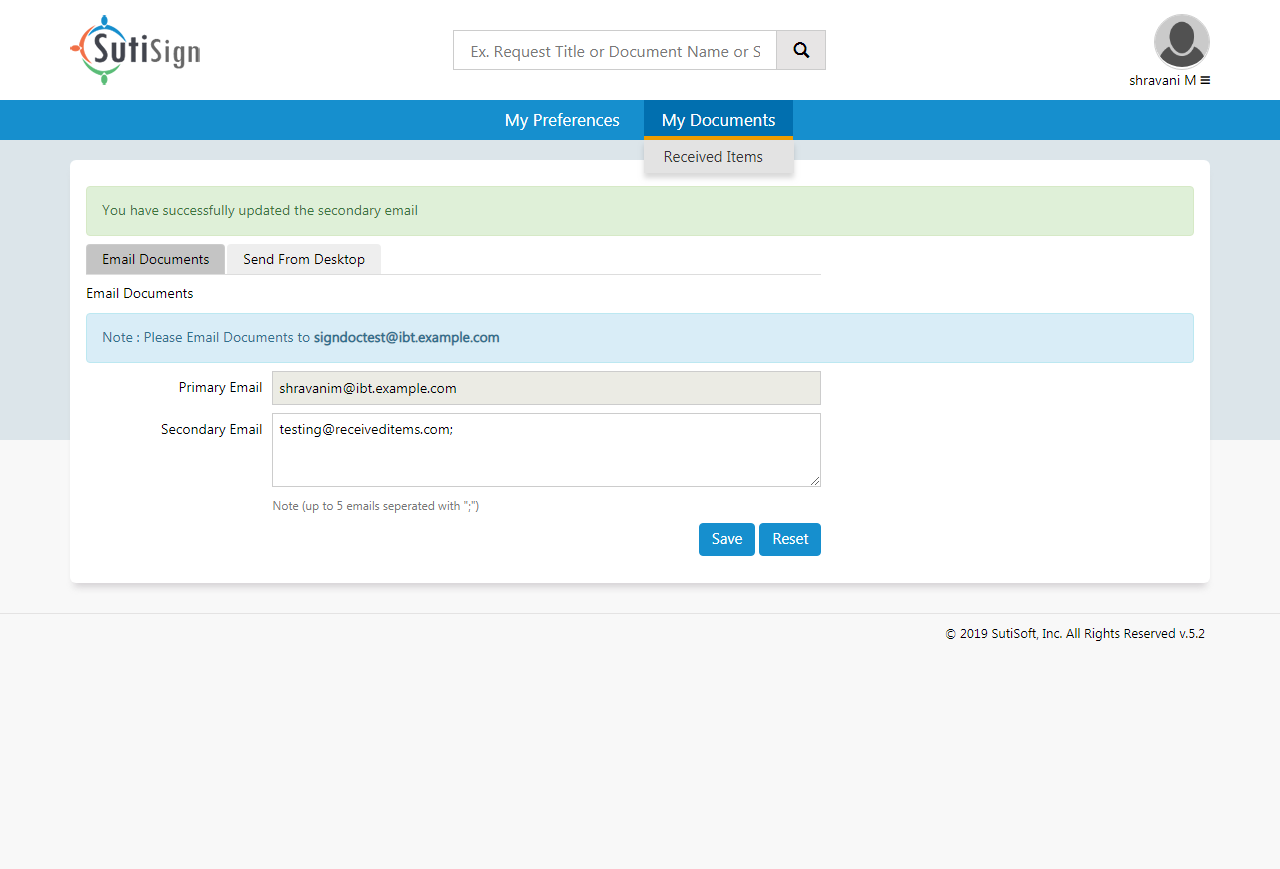 SutiSign
Ex. Request Title or Document Name or S
shravani M
My Preferences
My Documents
Received Items
You have successfully updated the secondary email
Email Documents
Send From Desktop
Email Documents
Note : Please Email Documents to signdoctest@ibt.example.com
Primary Email
shravanim@ibt.example.com
Secondary Email
testing@receiveditems.com;
Note (up to 5 emails seperated with ";")
Save
Reset
© 2019 SutiSoft, Inc. All Rights Reserved v.5.2